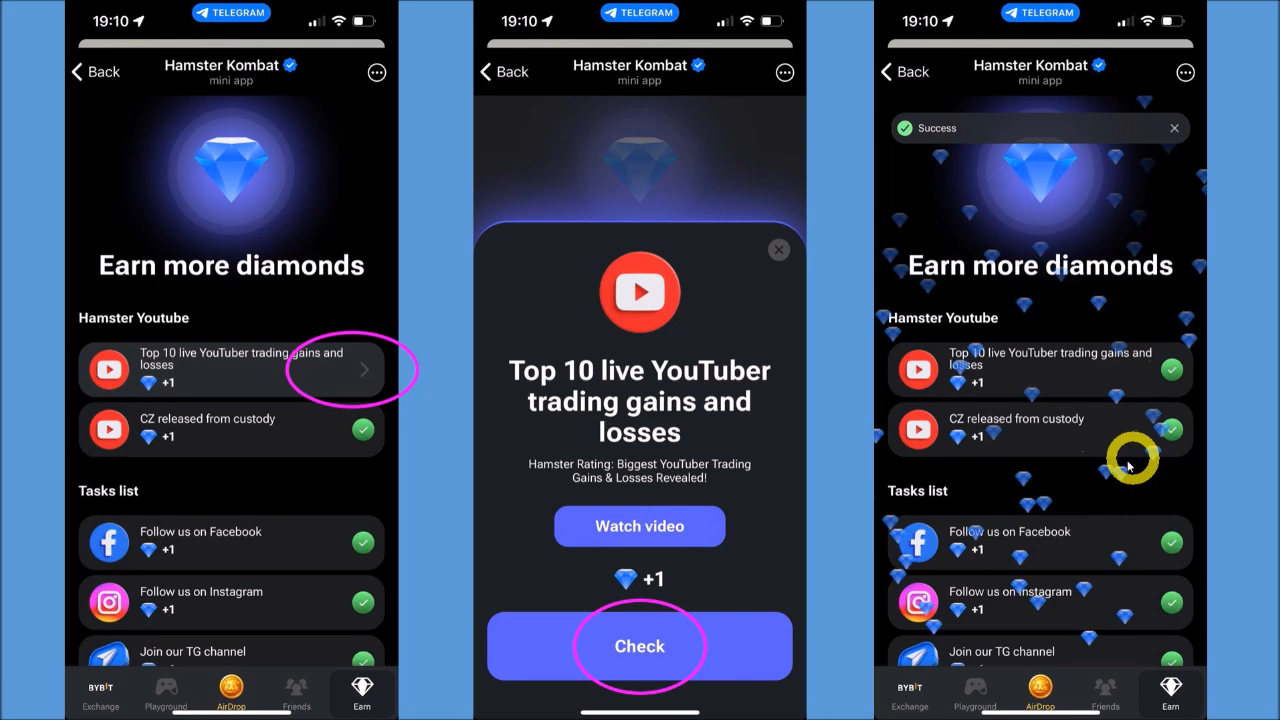 19:10
TELEGRAM
Back
Hamster Kombat
mini app
Earn more diamonds
Hamster Youtube
Top 10 live YouTuber trading gains and
losses
+1
CZ released from custody
+1
Tasks list
Follow us on Facebook
+1
Follow us on Instagram
+1
Join our TG channel
BYBIT
Exchange
Playground
AirDrop
Friends
Earn
19:10
TELEGRAM
Back
Hamster Kombat
mini app
Top 10 live YouTuber
trading gains and
losses
Hamster Rating: Biggest YouTuber Trading
Gains & Losses Revealed!
Watch video
+1
Check
19:10
TELEGRAM
Back
Hamster Kombat
mini app
Success
Earn more diamonds
Hamster Youtube
Top 10 live YouTuber trading gains and
losses
+1
CZ released from custody
+1
Tasks list
Follow us on Facebook
+1
Follow us on Instagram
+1
Join our TG channel
BYBIT
Exchange
Playground
AirDrop
Friends
Earn